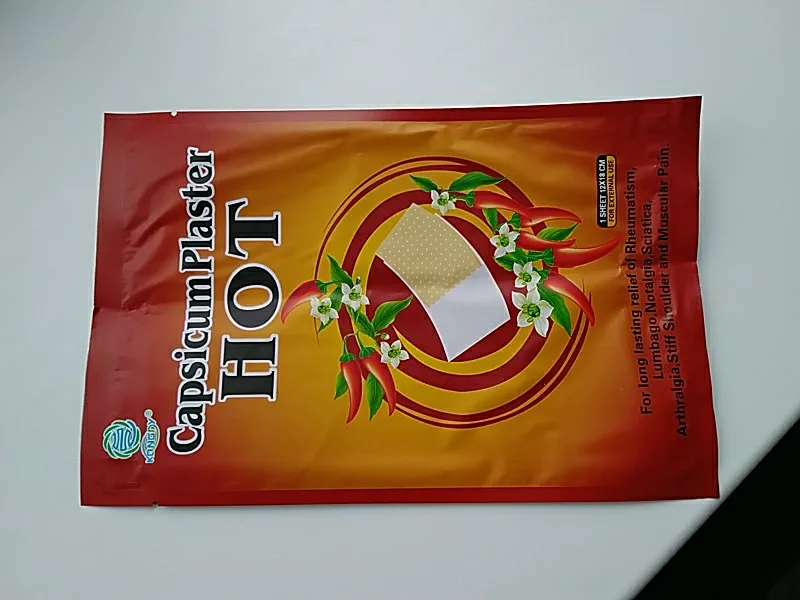 KONGDY®
Capsicum Plaster
HOT
1 SHEET 12X18 CM
FOR EXTERNAL USE
For long lasting relief of Rheumatism,
Lumbago,Notalgia,Sciatica,
Arthralgia,Stiff Shoulder and Muscular Pain.